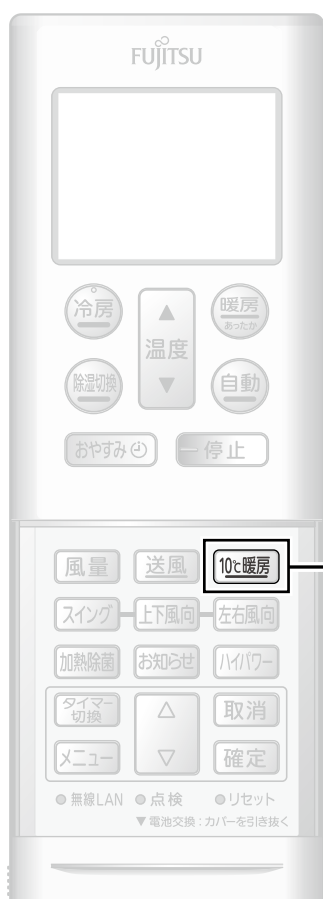 FUJITSU
冷房
暖房
あったか
▲
温度
▼
除湿切換
自動
おやすみ
停止
風量
送風
10℃暖房
スイング
上下風向
左右風向
加熱除菌
お知らせ
ハイパワー
タイマー
切換
△
取消
メニュー
▽
確定
無線LAN
点検
リセット
▼電池交換：カバーを引き抜く